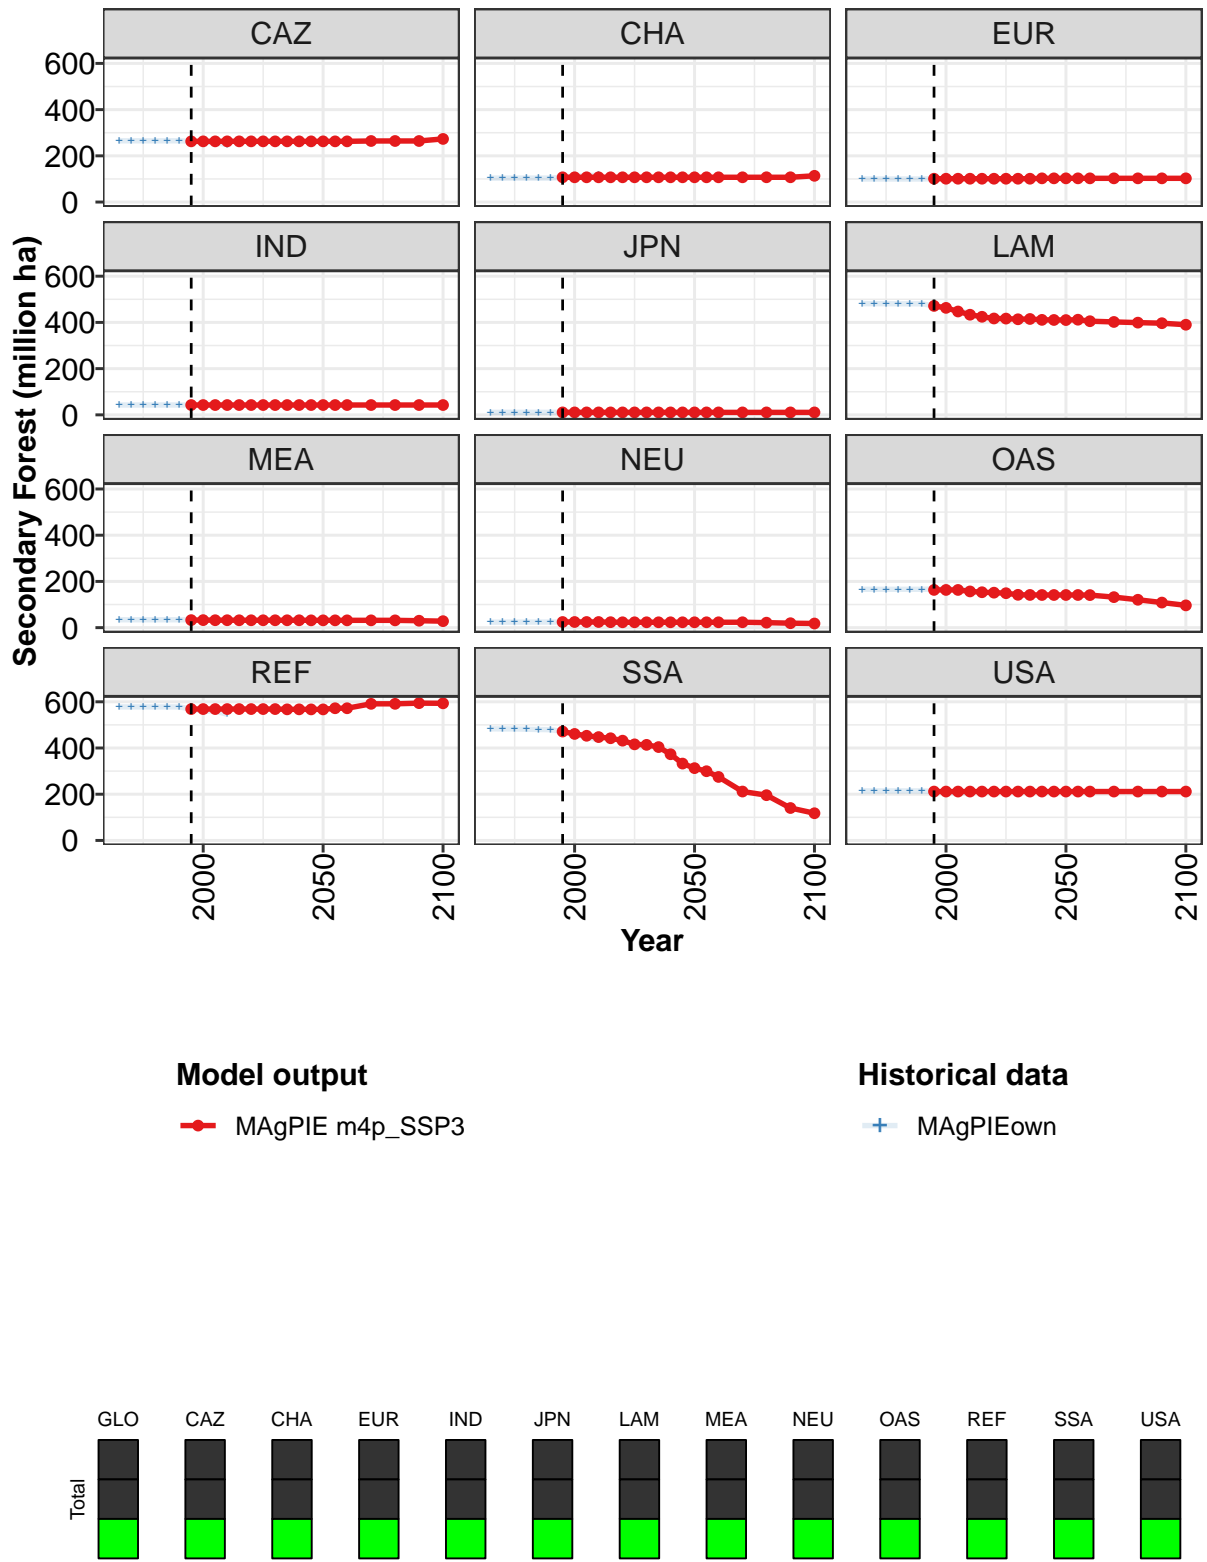 CAZ CHA EUR
600
400
200
0
IND JPN LAM
600
400
200
0
MEA NEU OAS
600
400
200
0
REF SSA USA
600
400
200
0
Secondary Forest (million ha)
2000 2050 2100 2000 2050 2100 2000 2050 2100
Year
Model output
MAgPIE m4p_SSP3
Historical data
MAgPIEown
GLO CAZ CHA EUR IND JPN LAM MEA NEU OAS REF SSA USA
Total